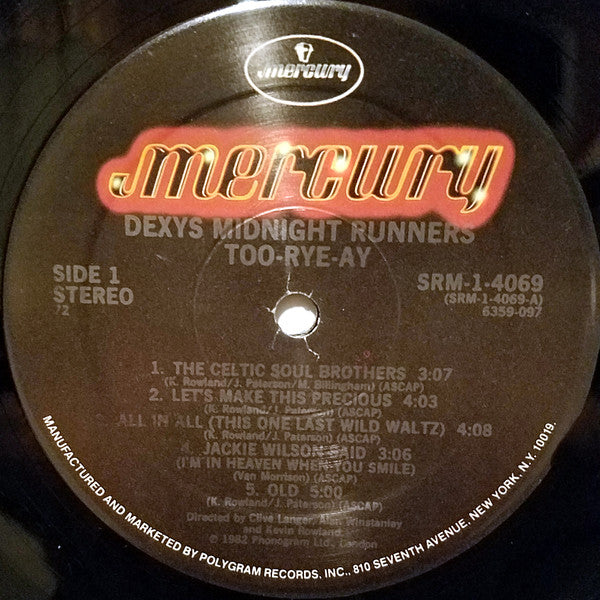 mercury
mercury
DEXYS MIDNIGHT RUNNERS
TOO-RYE-AY
SIDE 1
STEREO
72
SRM-1-4069
(SRM-1-4069-A)
6359-097
1. THE CELTIC SOUL BROTHERS 3:07
(K. Rowland/J. Paterson/M. Billingham) (ASCAP)
2. LET'S MAKE THIS PRECIOUS 4:03
(K. Rowland/J. Paterson) (ASCAP)
ALL IN ALL (THIS ONE LAST WILD WALTZ) 4:08
(K. Rowland/J. Paterson) (ASCAP)
4. JACKIE WILSON SAID 3:06
(I'M IN HEAVEN WHEN YOU SMILE)
(Van Morrison) (ASCAP)
5. OLD 5:00
(K. Rowland/J. Paterson) (ASCAP)
Directed by Clive Langer, Alan Winstanley
and Kevin Rowland
℗ 1982 Phonogram Ltd., London
MANUFACTURED AND MARKETED BY POLYGRAM RECORDS, INC., 810 SEVENTH AVENUE, NEW YORK, N.Y. 10019.